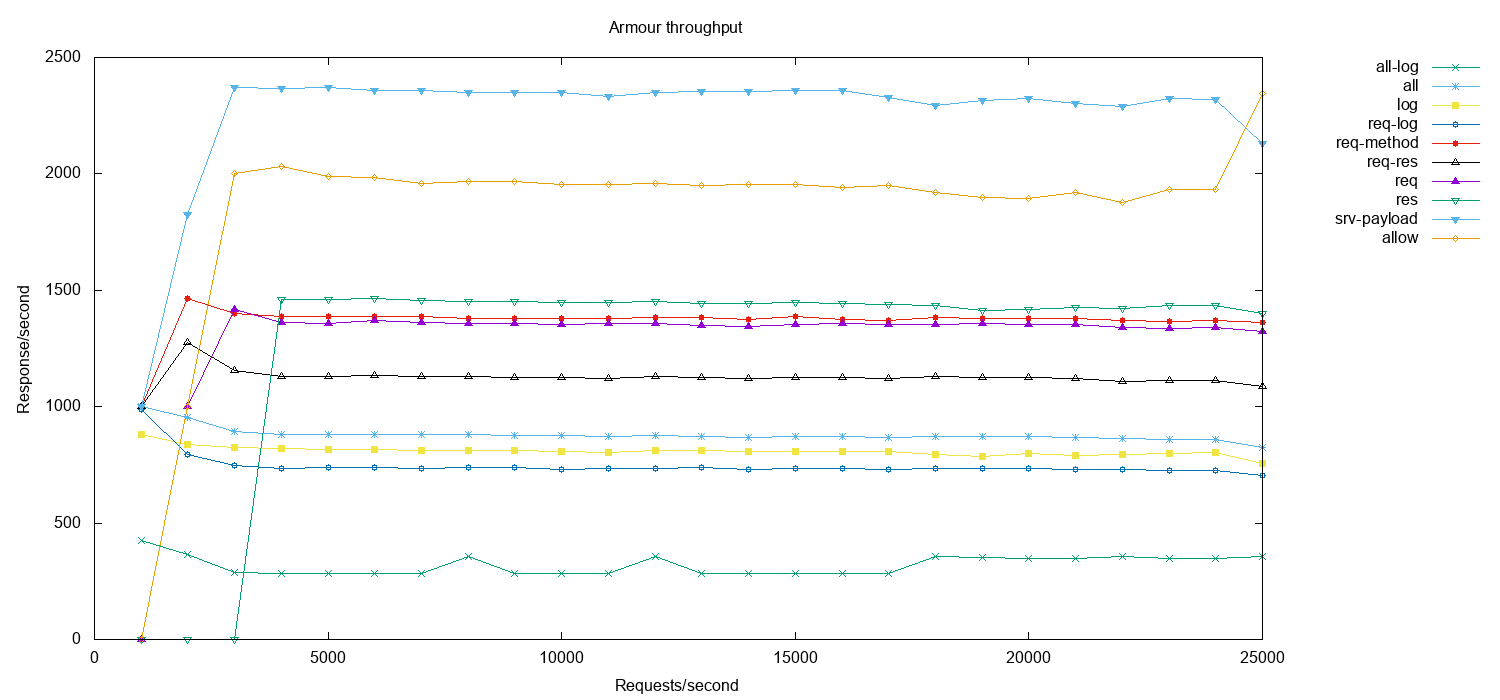 Armour throughput
2500
2000
1500
1000
500
0
Response/second
0 5000 10000 15000 20000 25000
Requests/second
all-log
all
log
req-log
req-method
req-res
req
res
srv-payload
allow